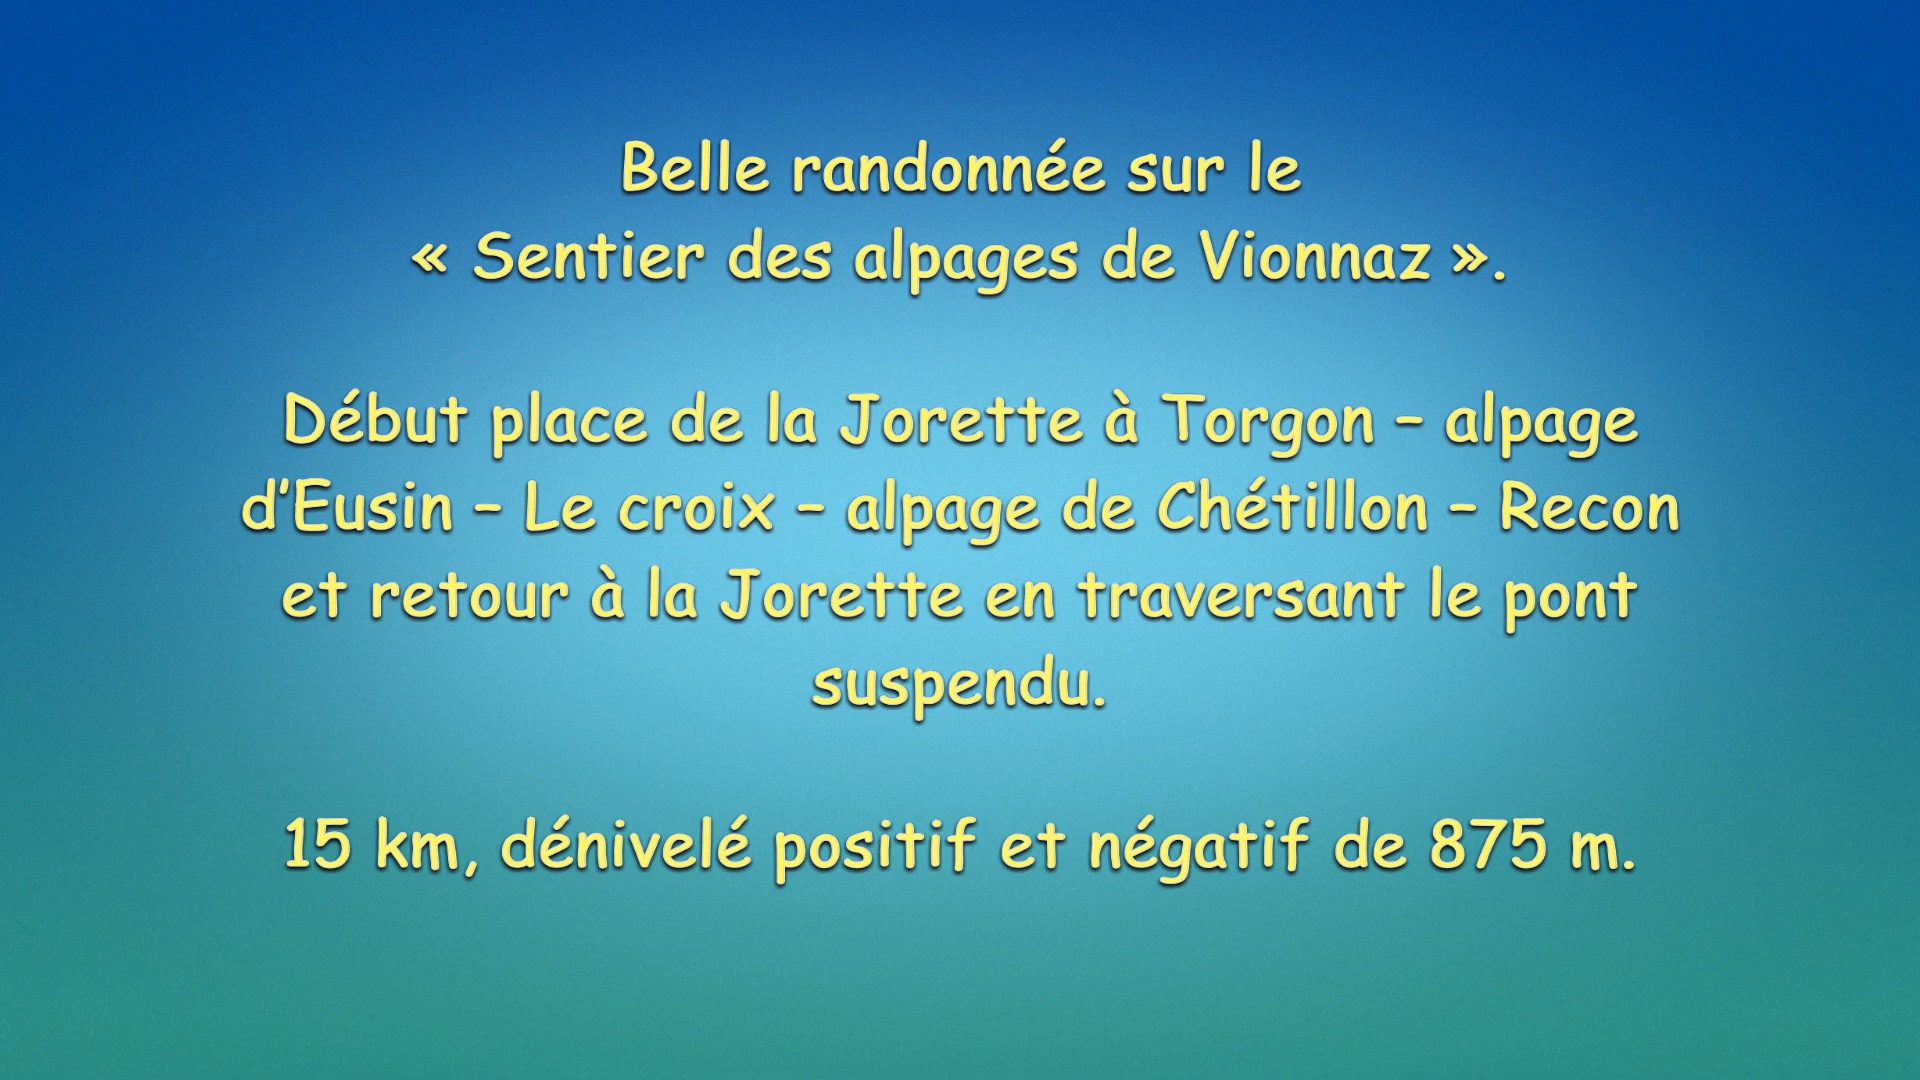 Belle randonnée sur le
« Sentier des alpages de Vionnaz ».
Début place de la Jorette à Torgon – alpage
d’Eusin – Le croix – alpage de Chétillon – Recon
et retour à la Jorette en traversant le pont
suspendu.
15 km, dénivelé positif et négatif de 875 m.